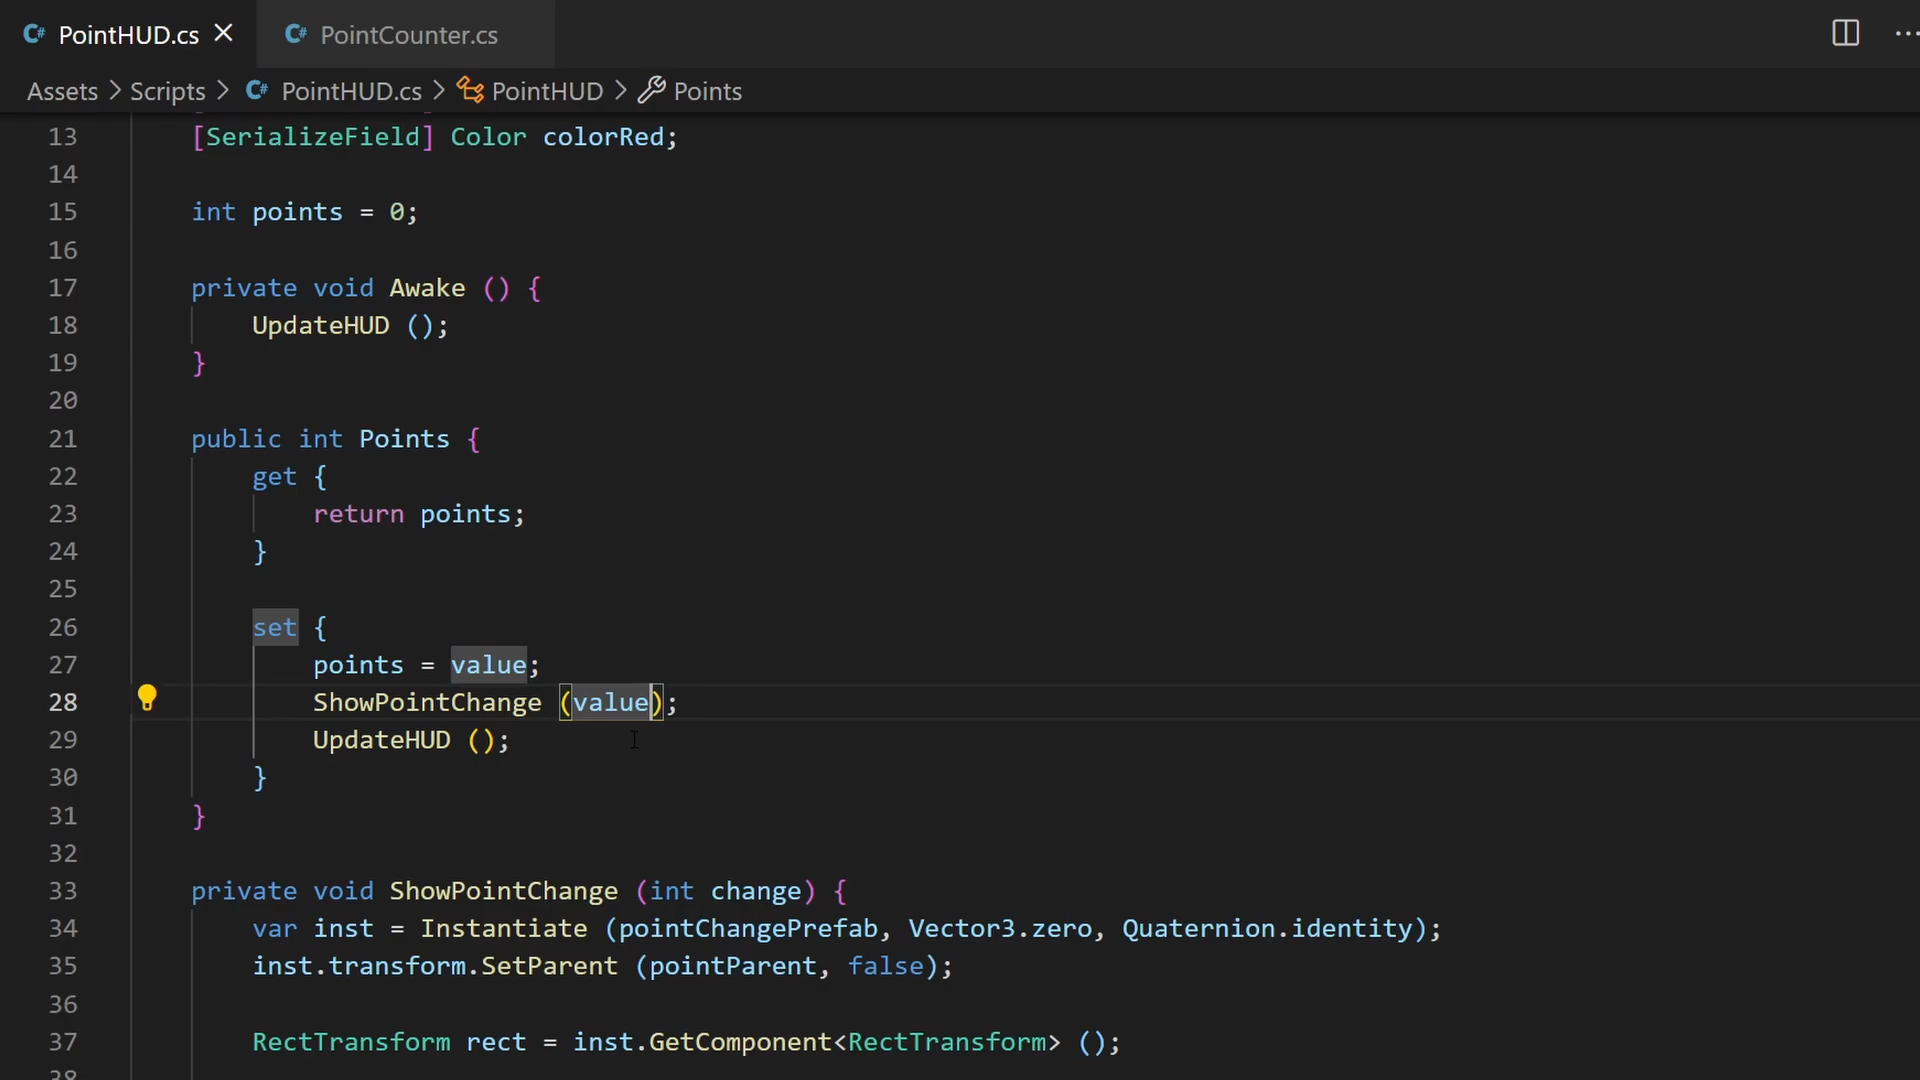 C# PointHUD.cs × C# PointCounter.cs
Assets > Scripts > C# PointHUD.cs > PointHUD > Points
13 [SerializeField] Color colorRed;
14
15 int points = 0;
16
17 private void Awake () {
18 UpdateHUD ();
19 }
20
21 public int Points {
22 get {
23 return points;
24 }
25
26 set {
27 points = value;
28 ShowPointChange (value);
29 UpdateHUD ();
30 }
31 }
32
33 private void ShowPointChange (int change) {
34 var inst = Instantiate (pointChangePrefab, Vector3.zero, Quaternion.identity);
35 inst.transform.SetParent (pointParent, false);
36
37 RectTransform rect = inst.GetComponent<RectTransform> ();
38